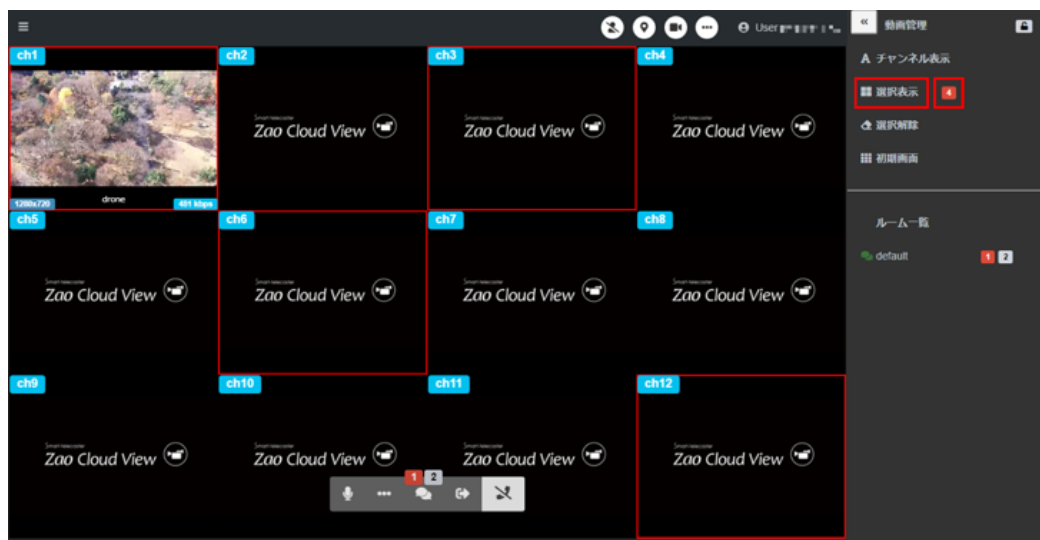 User
動画管理
ch1
ch2
ch3
ch4
A チャンネル表示
選択表示 4
選択解除
初期画面
Zao Cloud View
Zao Cloud View
Zao Cloud View
1280x720
drone
481 kbps
ch5
ch6
ch7
ch8
ルーム一覧
default 1 2
Zao Cloud View
Zao Cloud View
Zao Cloud View
Zao Cloud View
ch9
ch10
ch11
ch12
Zao Cloud View
Zao Cloud View
Zao Cloud View
Zao Cloud View
1 2